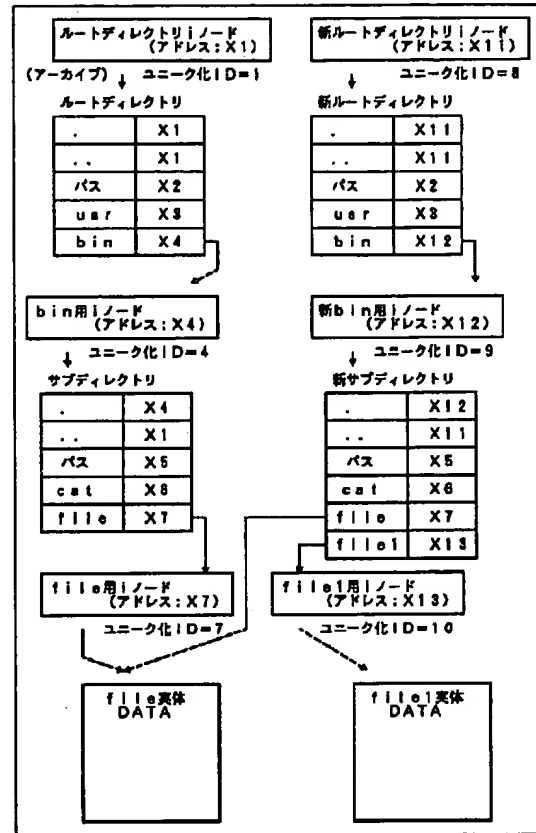 ルートディレクトリiノード
(アドレス:X1)
(アーカイブ)
ユニーク化ID=1
ルートディレクトリ
. X1
.. X1
パス X2
usr X3
bin X4
bin用iノード
(アドレス:X4)
ユニーク化ID=4
サブディレクトリ
. X4
.. X1
パス X5
cat X6
file X7
file用iノード
(アドレス:X7)
ユニーク化ID=7
file実体
DATA
新ルートディレクトリiノード
(アドレス:X11)
ユニーク化ID=8
新ルートディレクトリ
. X11
.. X11
パス X2
usr X3
bin X12
新bin用iノード
(アドレス:X12)
ユニーク化ID=9
新サブディレクトリ
. X12
.. X11
パス X5
cat X6
file X7
file1 X13
file1用iノード
(アドレス:X13)
ユニーク化ID=10
file1実体
DATA